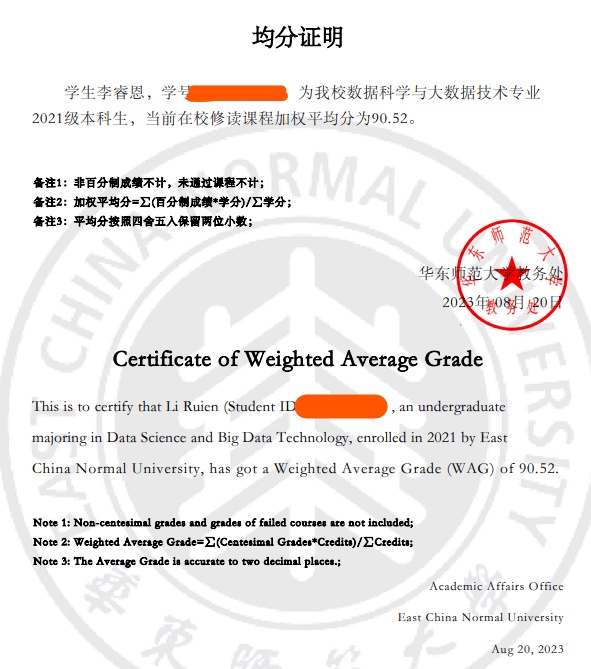 均分证明
学生李睿恩，学号 为我校数据科学与大数据技术专业
2021级本科生，当前在校修读课程加权平均分为90.52。
备注1：非百分制成绩不计，未通过课程不计；
备注2：加权平均分=∑(百分制成绩*学分)/∑学分；
备注3：平均分按照四舍五入保留两位小数；
华东师范大学
教务处
华东师范大学教务处
2023年08月20日
Certificate of Weighted Average Grade
This is to certify that Li Ruien (Student ID , an undergraduate
majoring in Data Science and Big Data Technology, enrolled in 2021 by East
China Normal University, has got a Weighted Average Grade (WAG) of 90.52.
Note 1: Non-centesimal grades and grades of failed courses are not included;
Note 2: Weighted Average Grade=∑(Centesimal Grades*Credits)/∑Credits;
Note 3: The Average Grade is accurate to two decimal places.;
Academic Affairs Office
East China Normal University
Aug 20, 2023
EAST CHINA NORMAL UNIVERSITY
華東師范大学